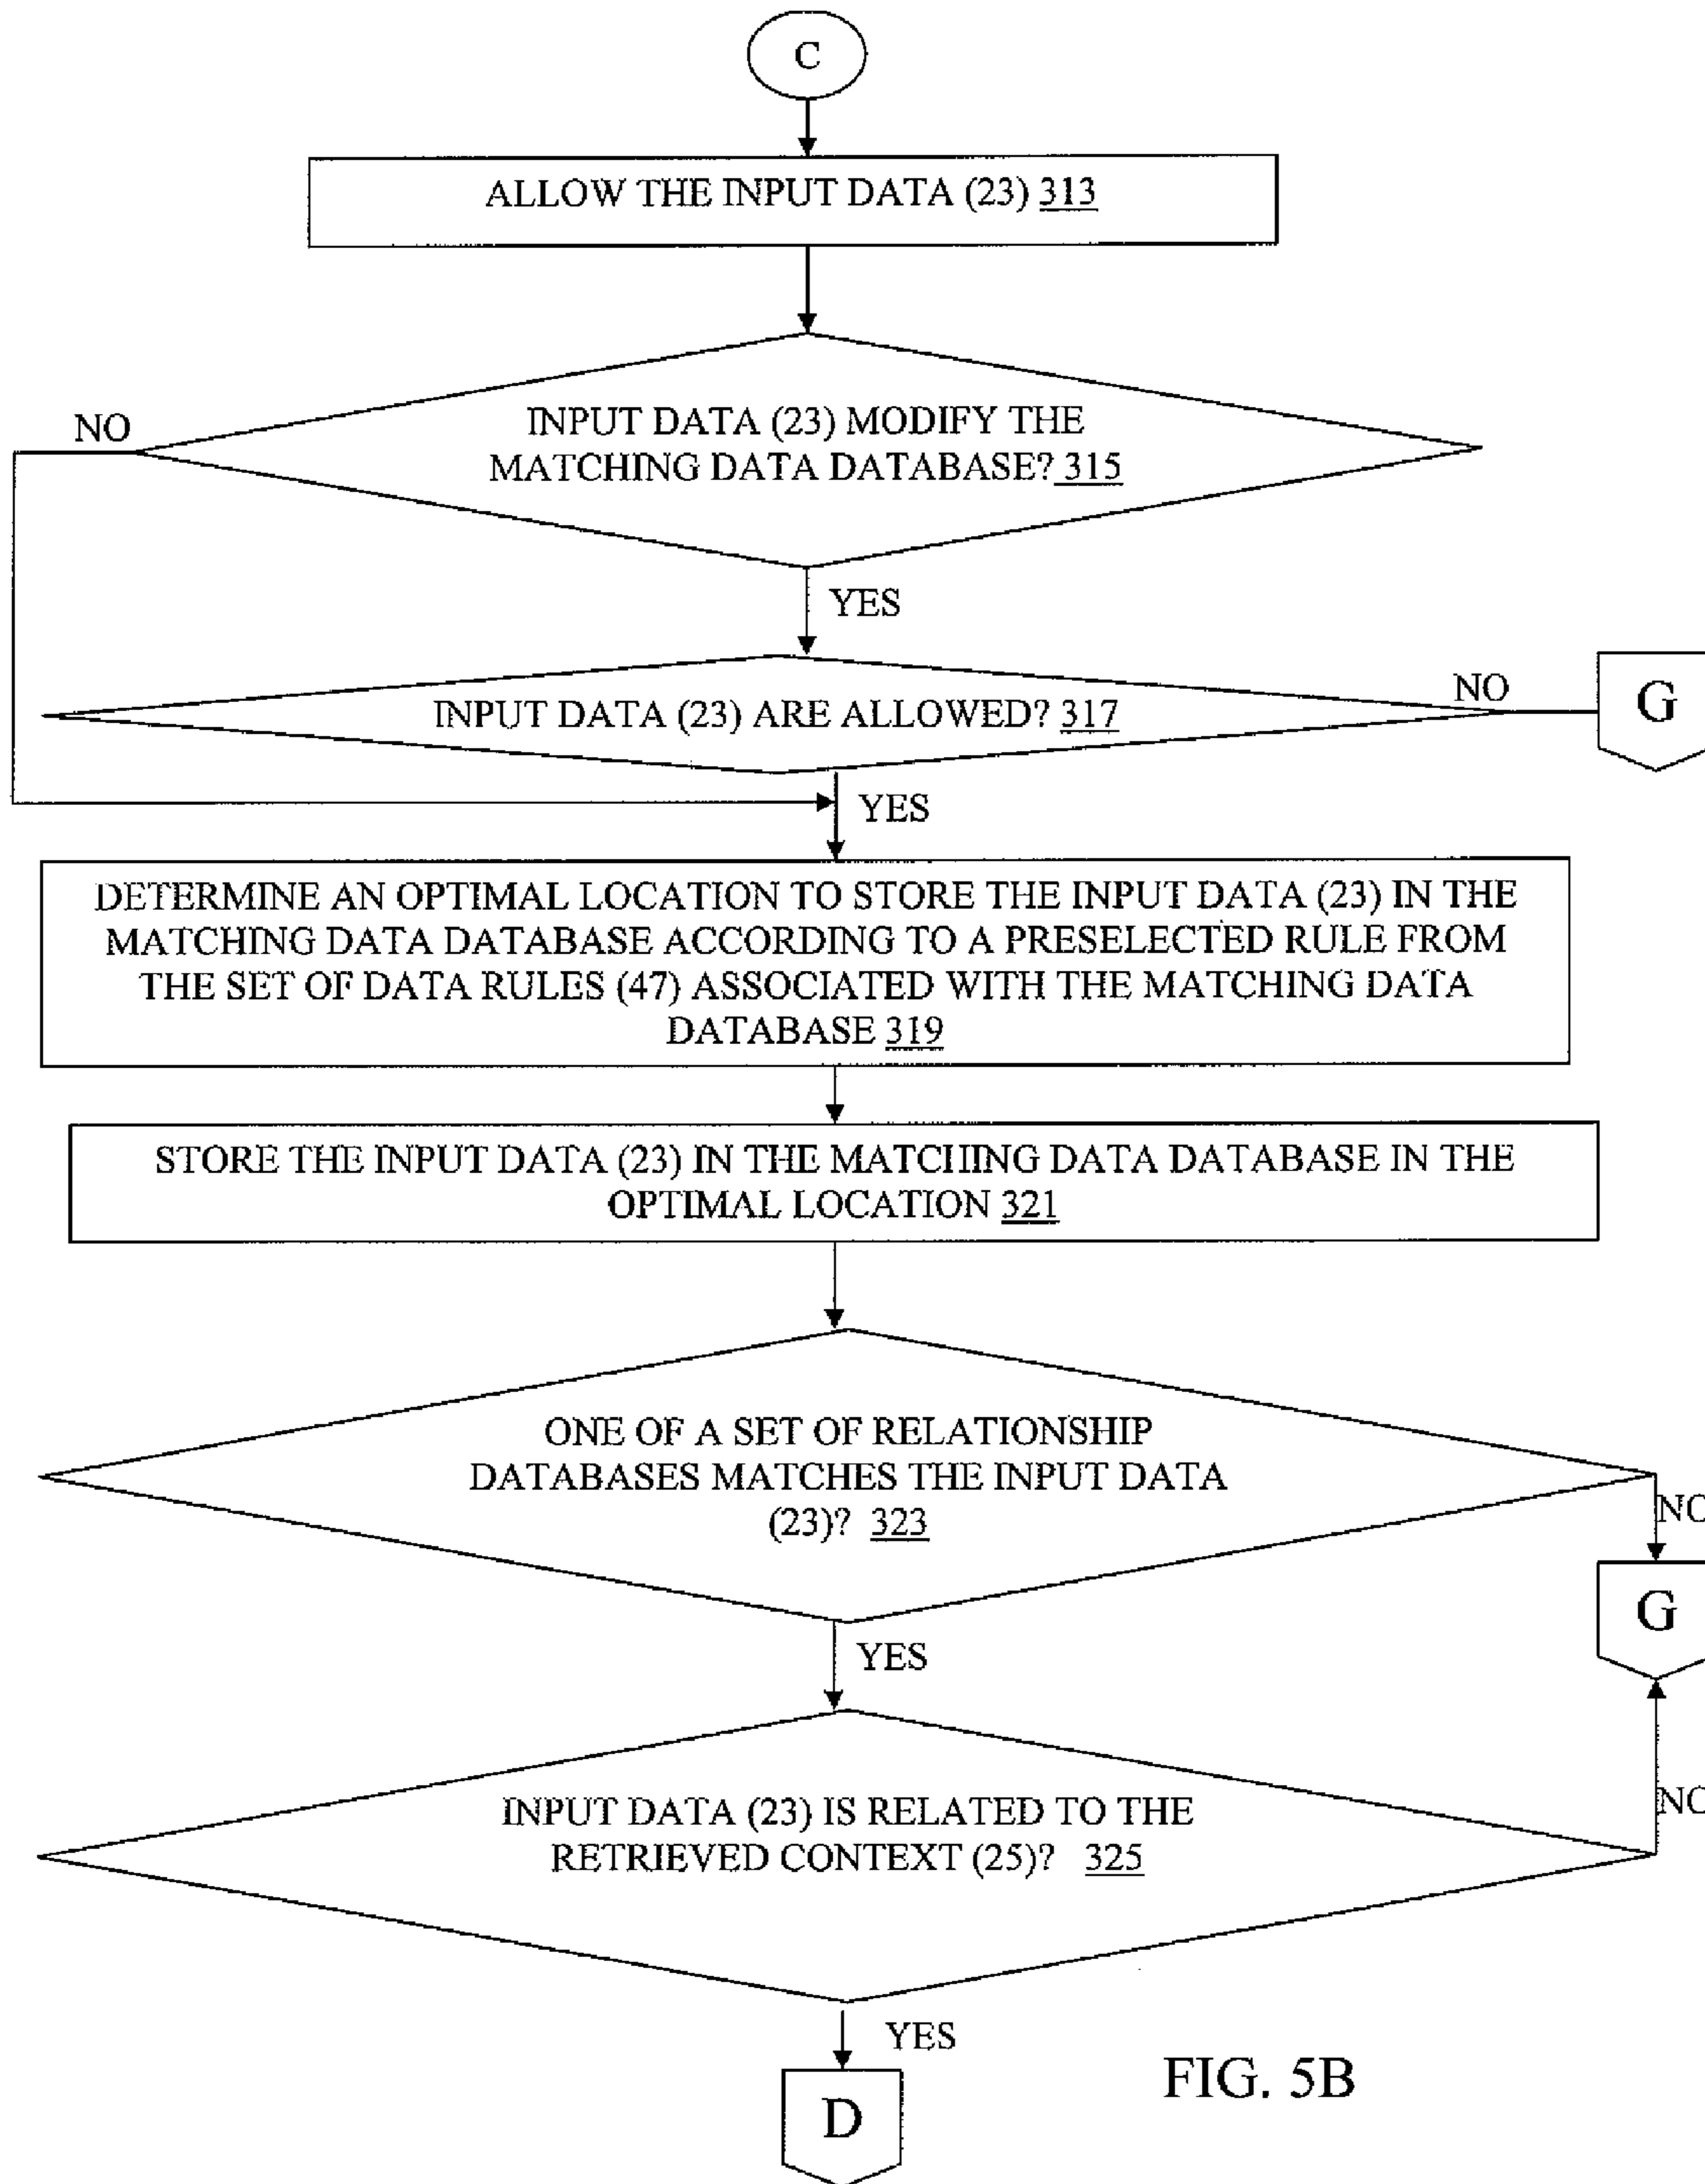 C
ALLOW THE INPUT DATA (23) 313
INPUT DATA (23) MODIFY THE
MATCHING DATA DATABASE? 315
NO
YES
INPUT DATA (23) ARE ALLOWED? 317
NO
G
YES
DETERMINE AN OPTIMAL LOCATION TO STORE THE INPUT DATA (23) IN THE
MATCHING DATA DATABASE ACCORDING TO A PRESELECTED RULE FROM
THE SET OF DATA RULES (47) ASSOCIATED WITH THE MATCHING DATA
DATABASE 319
STORE THE INPUT DATA (23) IN THE MATCHING DATA DATABASE IN THE
OPTIMAL LOCATION 321
ONE OF A SET OF RELATIONSHIP
DATABASES MATCHES THE INPUT DATA
(23)? 323
NO
G
YES
INPUT DATA (23) IS RELATED TO THE
RETRIEVED CONTEXT (25)? 325
NO
YES
D
FIG. 5B